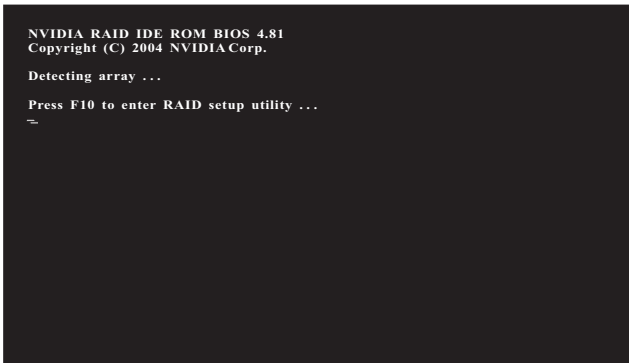 NVIDIA RAID IDE ROM BIOS 4.81
Copyright (C) 2004 NVIDIA Corp.
Detecting array ...
Press F10 to enter RAID setup utility ...